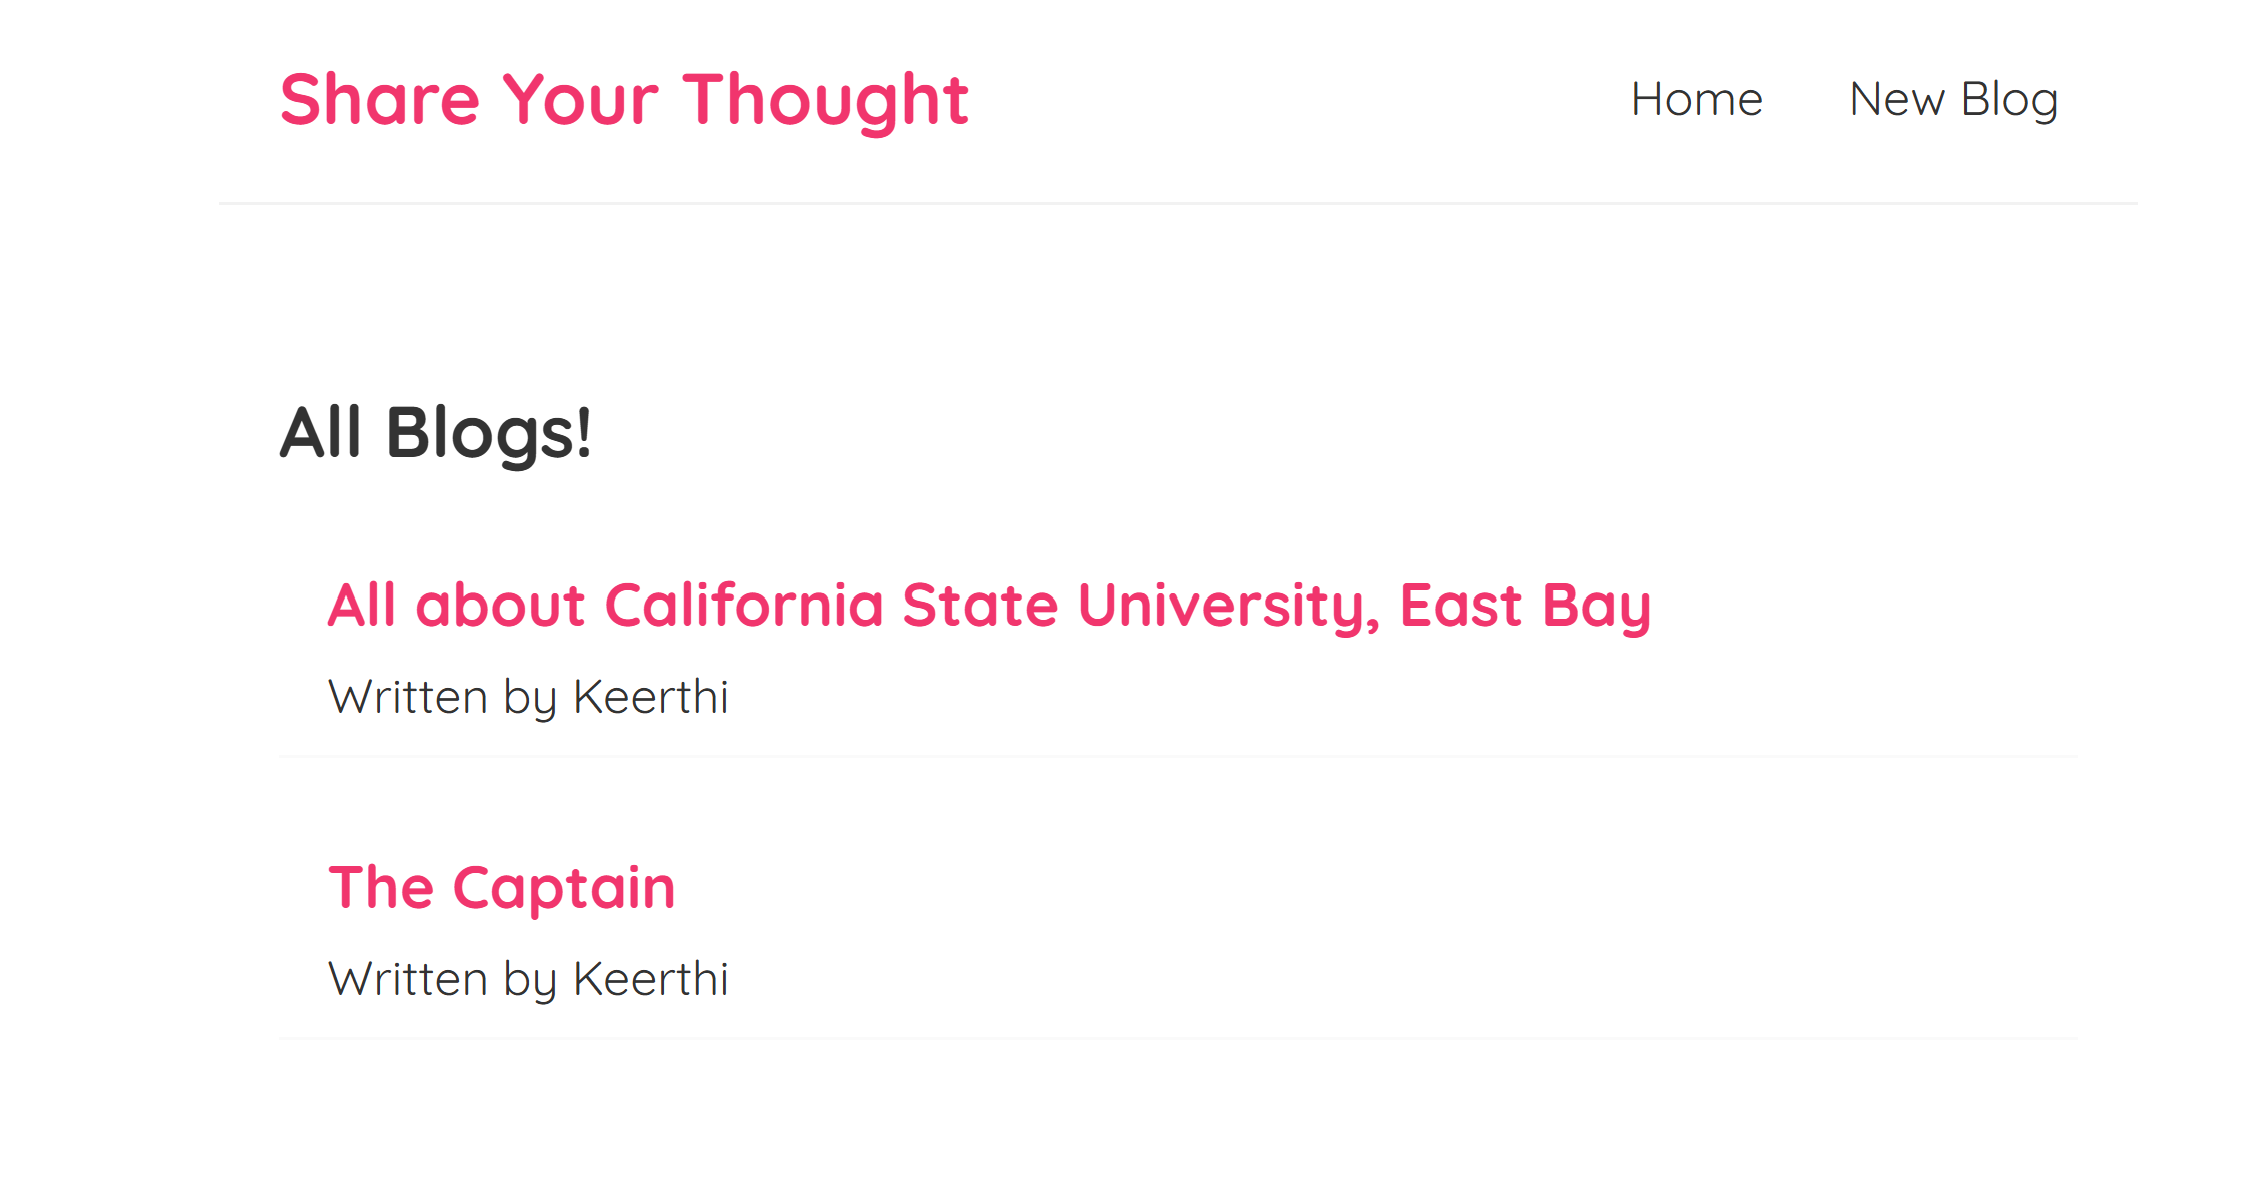 Share Your Thought
Home
New Blog
All Blogs!
All about California State University, East Bay
Written by Keerthi
The Captain
Written by Keerthi